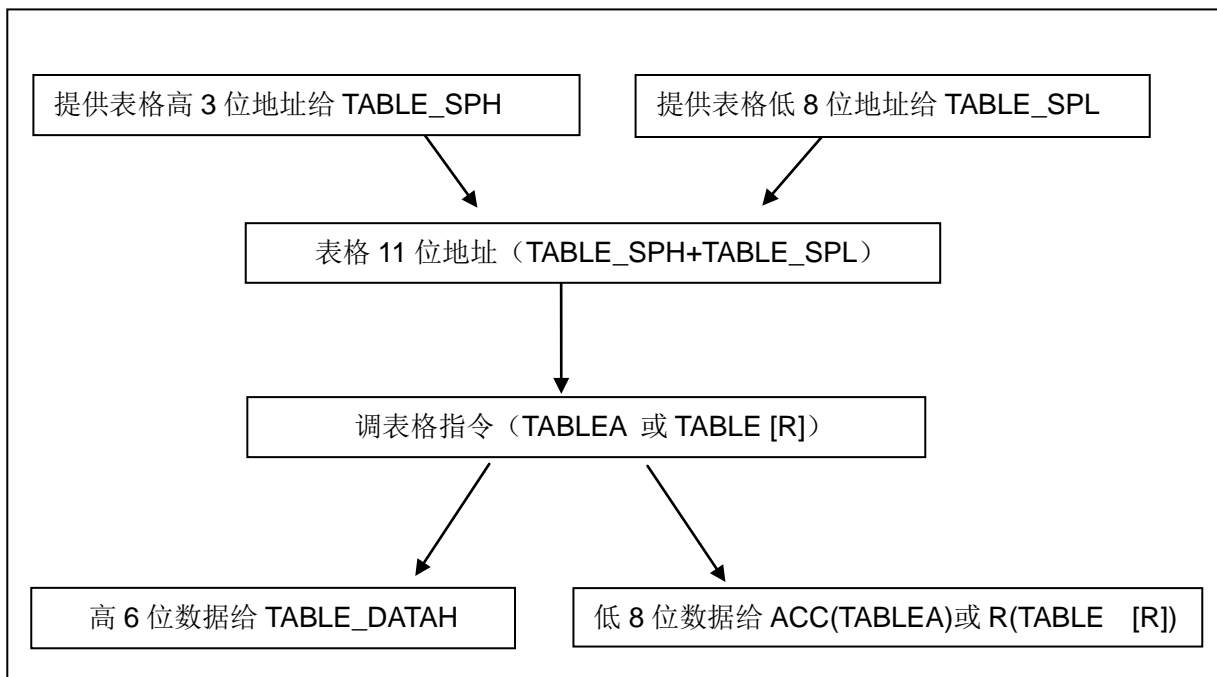 提供表格高 3 位地址给 TABLE_SPH
提供表格低 8 位地址给 TABLE_SPL
表格 11 位地址（TABLE_SPH+TABLE_SPL）
调表格指令（TABLEA 或 TABLE [R]）
高 6 位数据给 TABLE_DATAH
低 8 位数据给 ACC(TABLEA)或 R(TABLE [R])